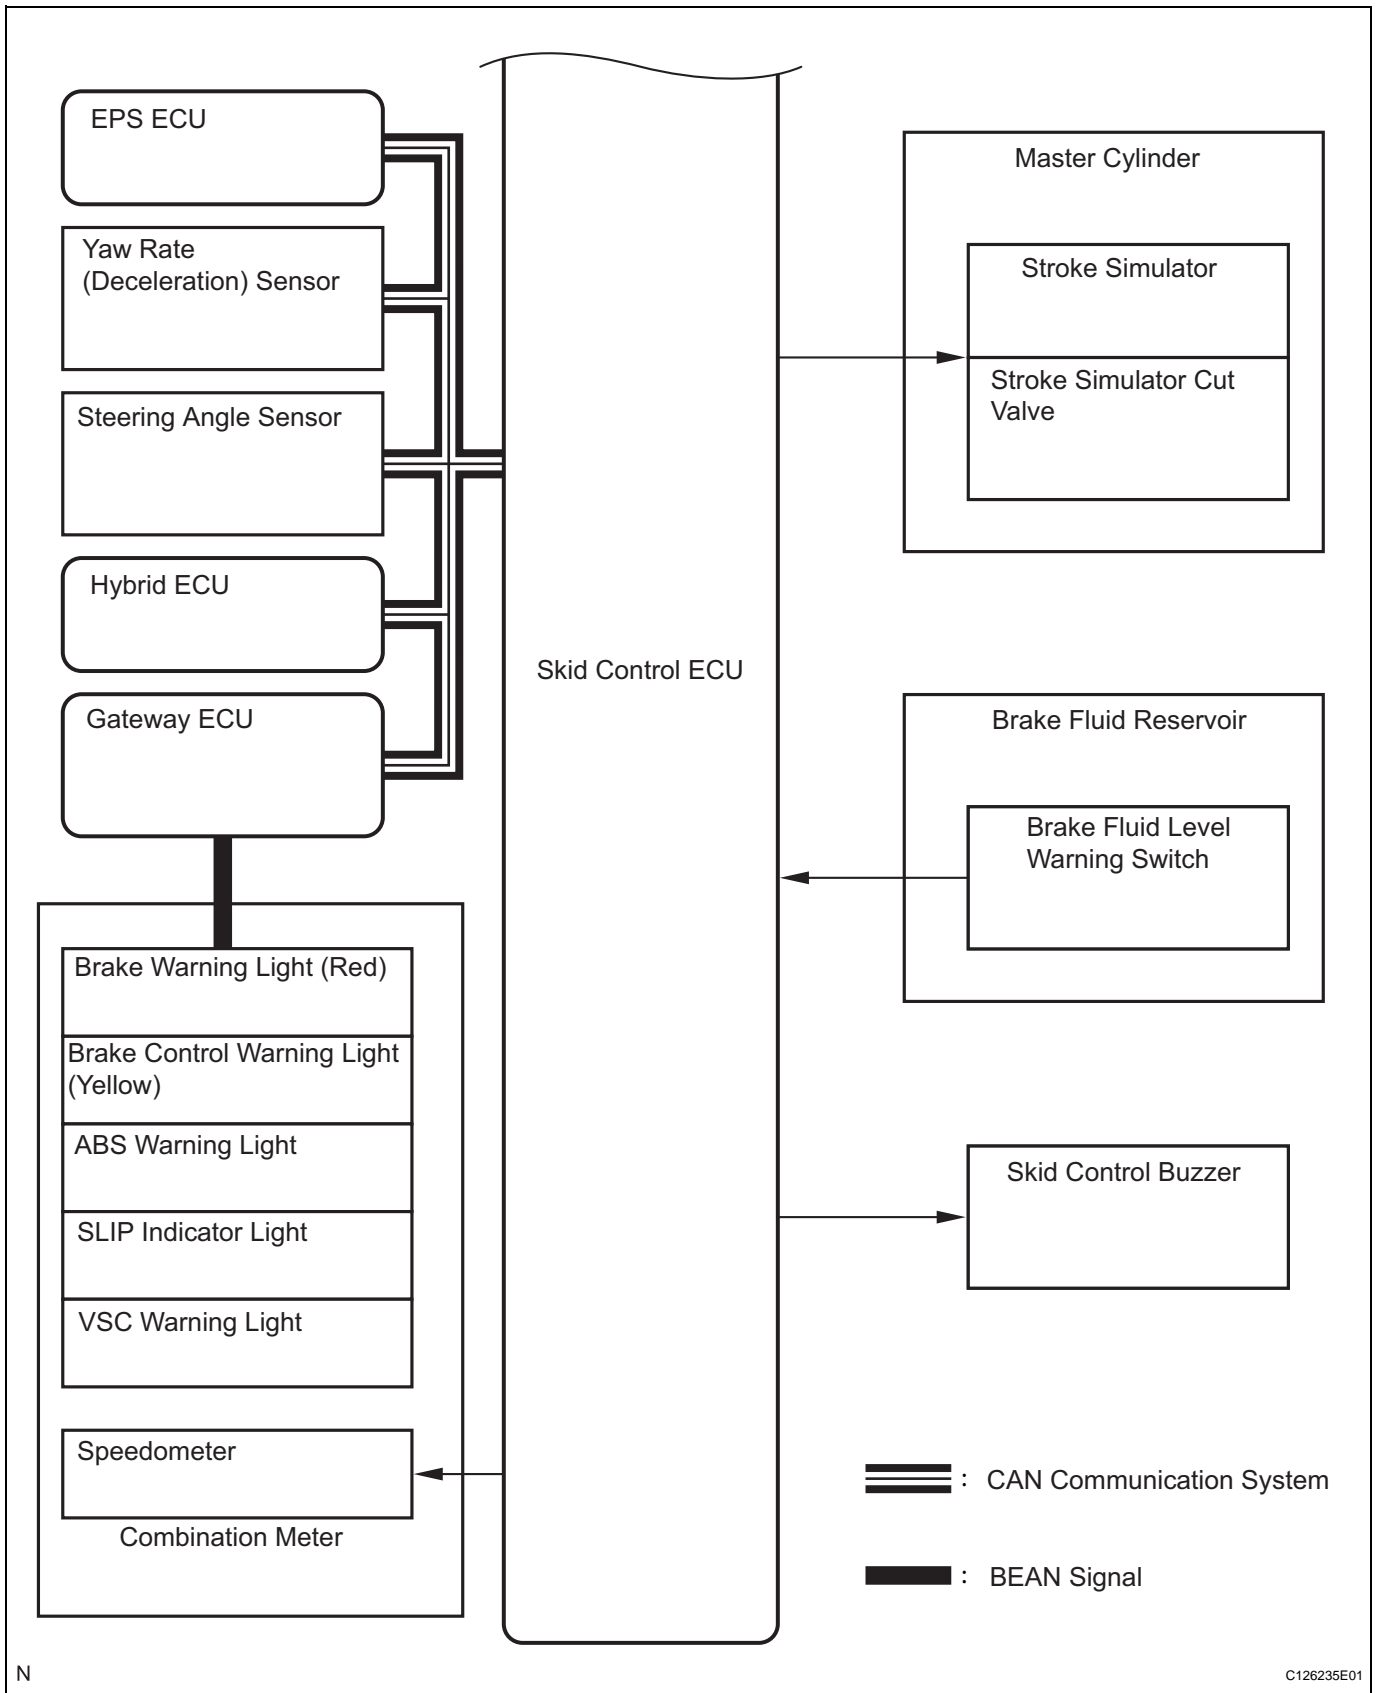 EPS ECU
Yaw Rate
(Deceleration) Sensor
Steering Angle Sensor
Hybrid ECU
Gateway ECU
Brake Warning Light (Red)
Brake Control Warning Light
(Yellow)
ABS Warning Light
SLIP Indicator Light
VSC Warning Light
Speedometer
Combination Meter
Skid Control ECU
Master Cylinder
Stroke Simulator
Stroke Simulator Cut
Valve
Brake Fluid Reservoir
Brake Fluid Level
Warning Switch
Skid Control Buzzer
: CAN Communication System
: BEAN Signal
N
C126235E01